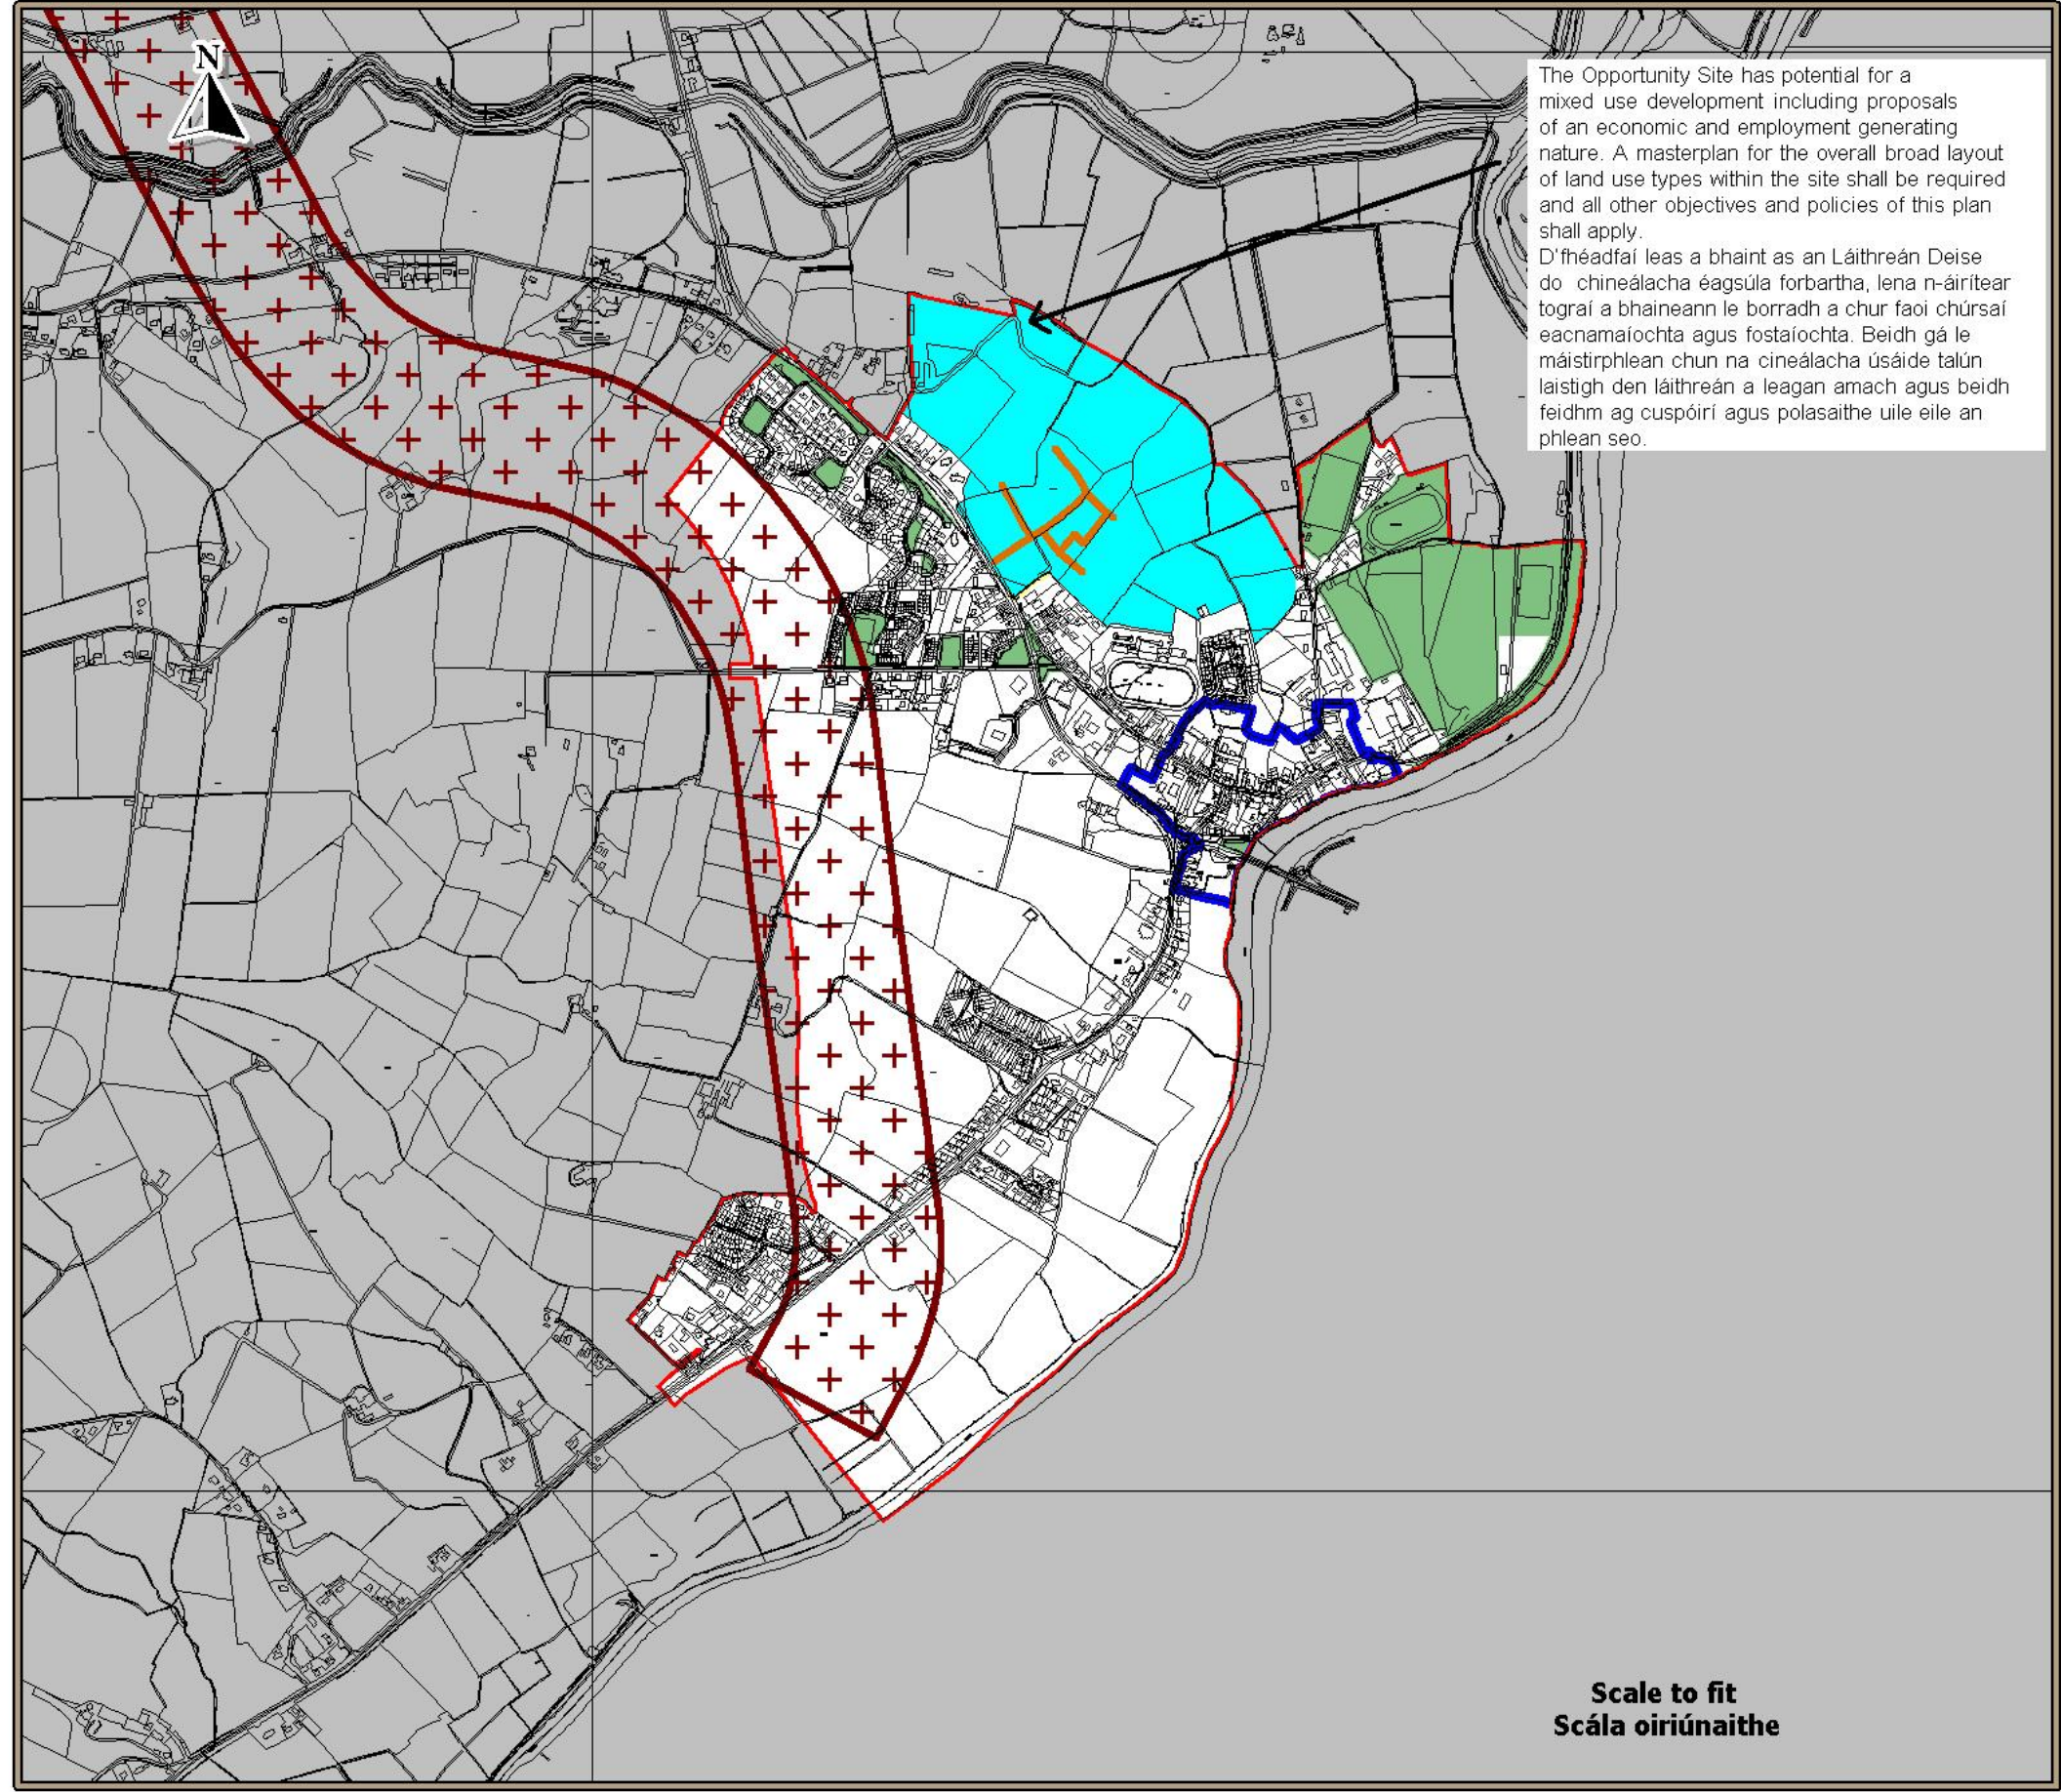 N
The Opportunity Site has potential for a
mixed use development including proposals
of an economic and employment generating
nature. A masterplan for the overall broad layout
of land use types within the site shall be required
and all other objectives and policies of this plan
shall apply.
D'fhéadfaí leas a bhaint as an Láithreán Deise
do chineálacha éagsúla forbartha, lena n-áirítear
tograí a bhaineann le borradh a chur faoi chúrsaí
eacnamaíochta agus fostaíochta. Beidh gá le
máistirphlean chun na cineálacha úsáide talún
laistigh den láithreán a leagan amach agus beidh
feidhm ag cuspóirí agus polasaithe uile eile an
phlean seo.
Scale to fit
Scála oiriúnaithe